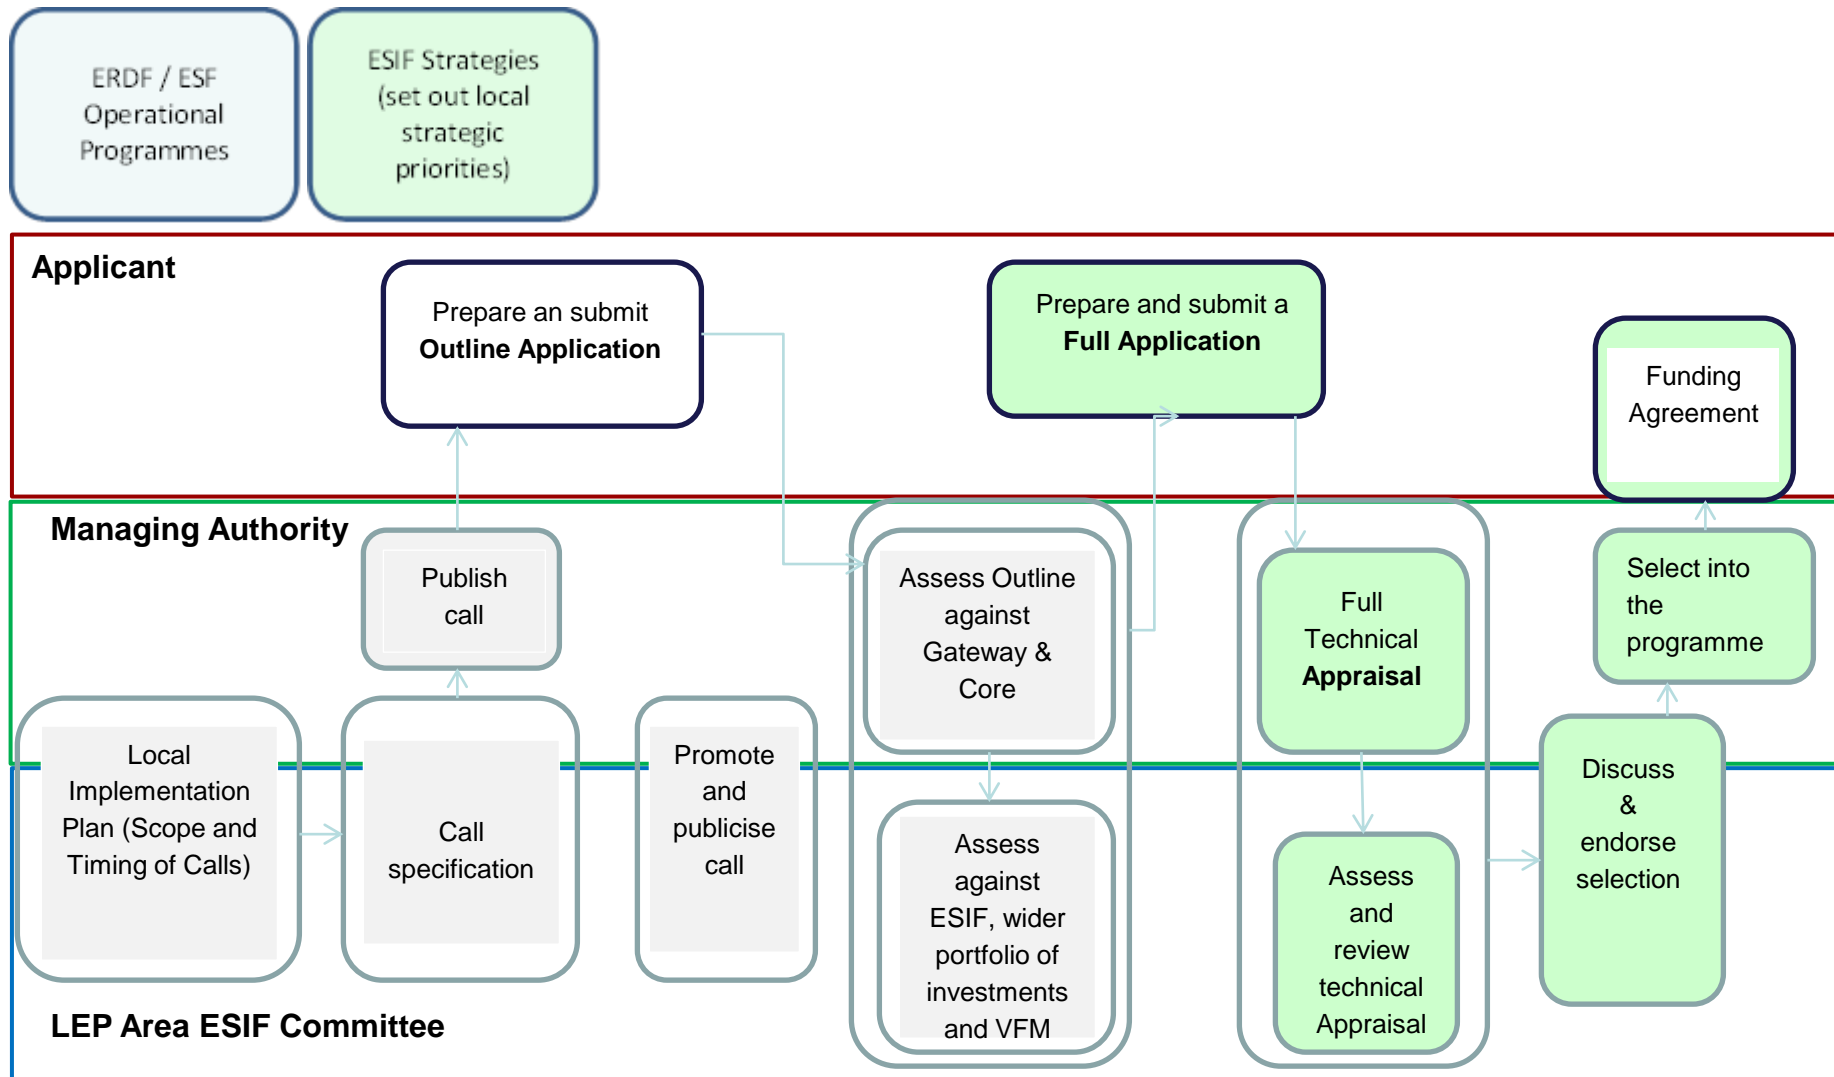 ERDF / ESF
Operational
Programmes
ESIF Strategies
(set out local
strategic
priorities)
Applicant
Prepare an submit
Outline Application
Prepare and submit a
Full Application
Funding
Agreement
Managing Authority
Publish
call
Assess Outline
against
Gateway &
Core
Full
Technical
Appraisal
Select into
the
programme
Local
Implementation
Plan (Scope and
Timing of Calls)
Call
specification
Promote
and
publicise
call
Assess
against
ESIF, wider
portfolio of
investments
and VFM
Assess
and
review
technical
Appraisal
Discuss
&
endorse
selection
LEP Area ESIF Committee